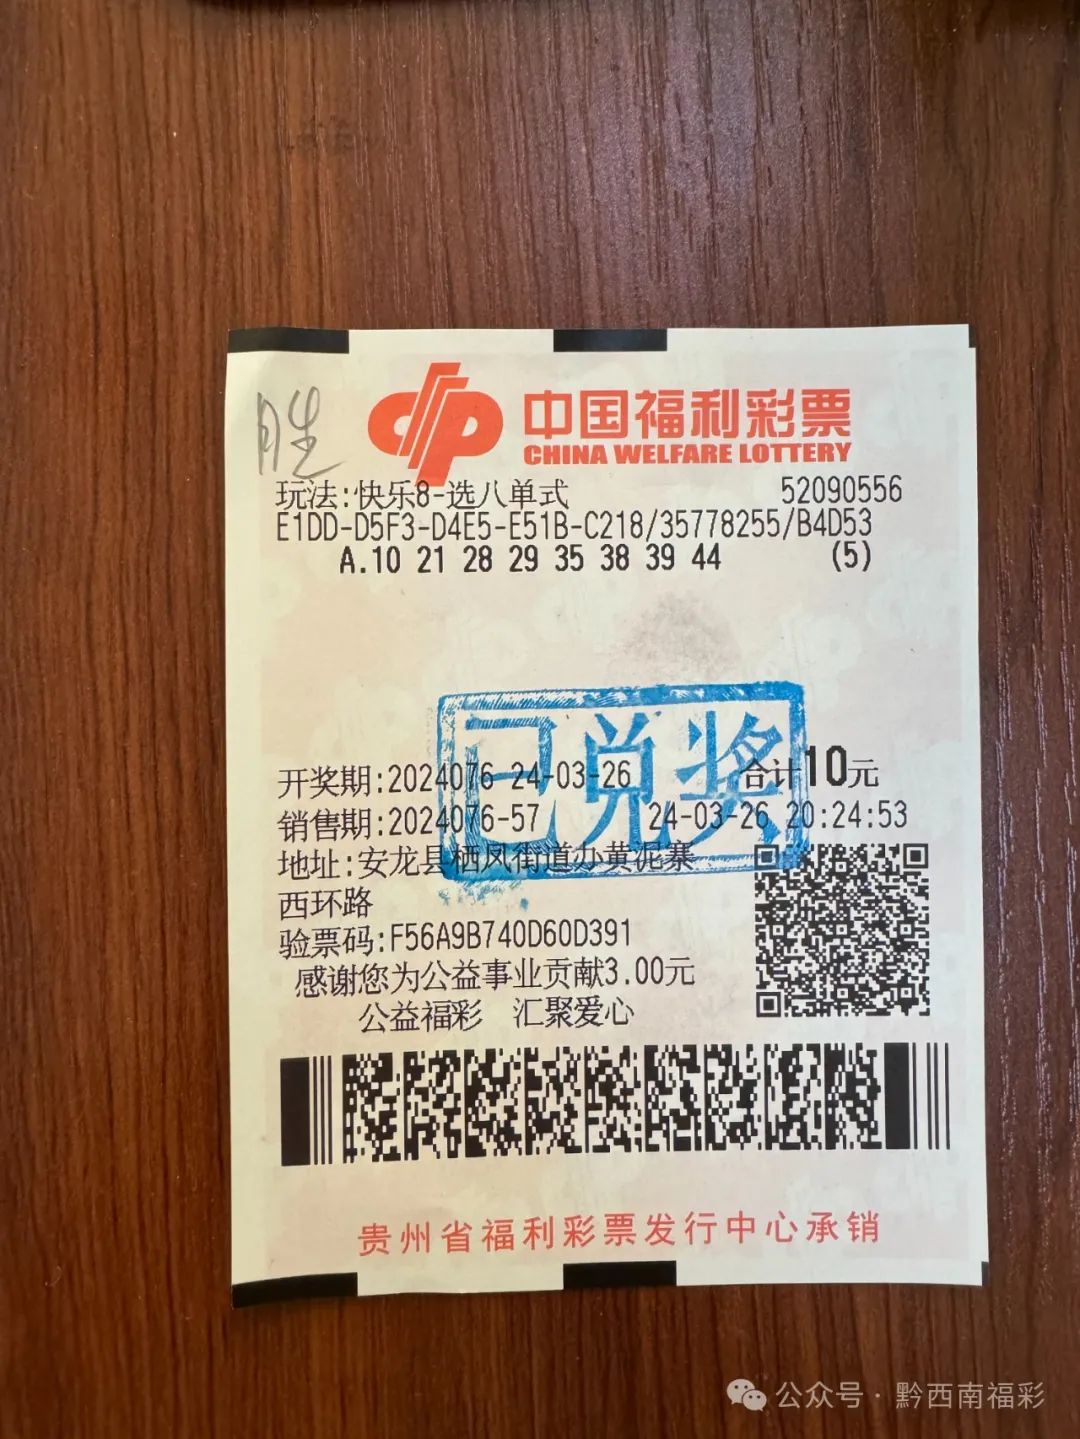 胜
中国福利彩票
CHINA WELFARE LOTTERY
玩法:快乐8-选八单式 52090556
E1DD-D5F3-D4E5-E51B-C218/35778255/B4D53
A.10 21 28 29 35 38 39 44 (5)
已兑奖
开奖期:2024076 24-03-26 合计10元
销售期:2024076-57 24-03-26 20:24:53
地址:安龙县栖凤街道办黄泥寨
西环路
验票码:F56A9B740D60D391
感谢您为公益事业贡献3.00元
公益福彩 汇聚爱心
贵州省福利彩票发行中心承销
公众号·黔西南福彩